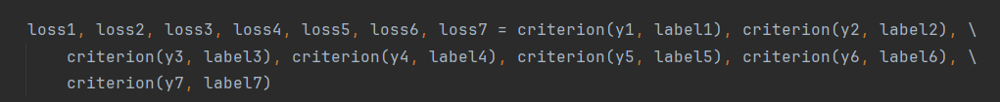 loss1, loss2, loss3, loss4, loss5, loss6, loss7 = criterion(y1, label1), criterion(y2, label2), \
criterion(y3, label3), criterion(y4, label4), criterion(y5, label5), criterion(y6, label6), \
criterion(y7, label7)